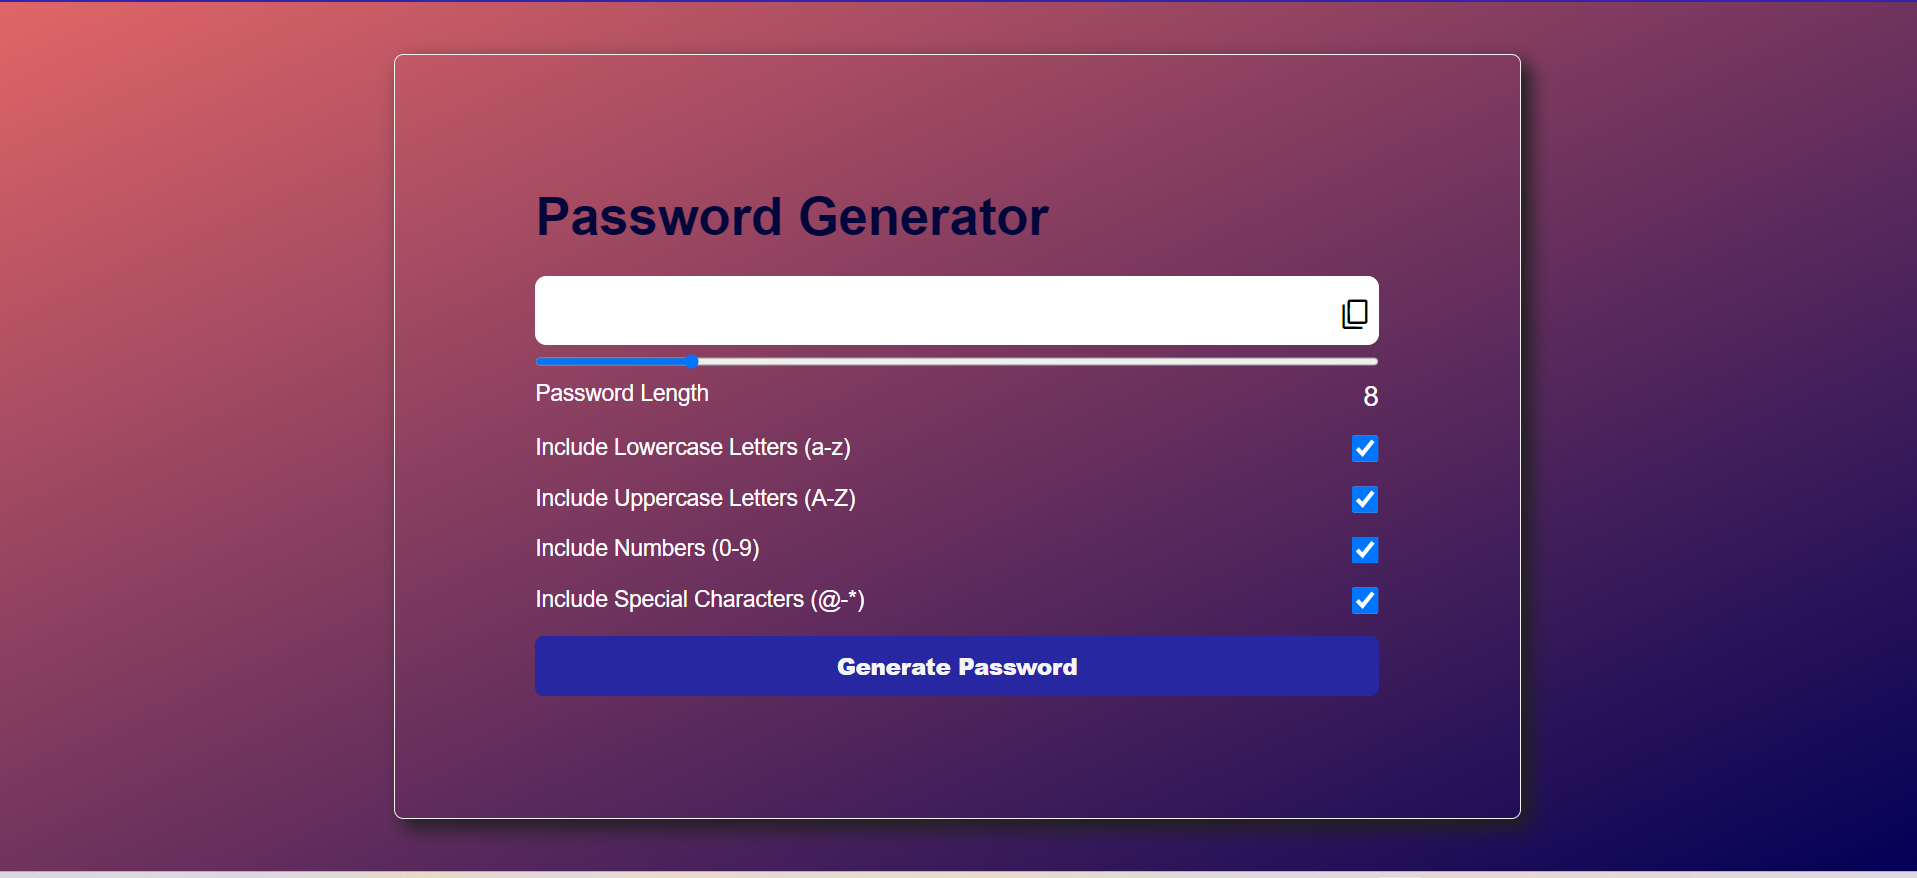 Password Generator
Password Length 8
Include Lowercase Letters (a-z)
Include Uppercase Letters (A-Z)
Include Numbers (0-9)
Include Special Characters (@-*)
Generate Password